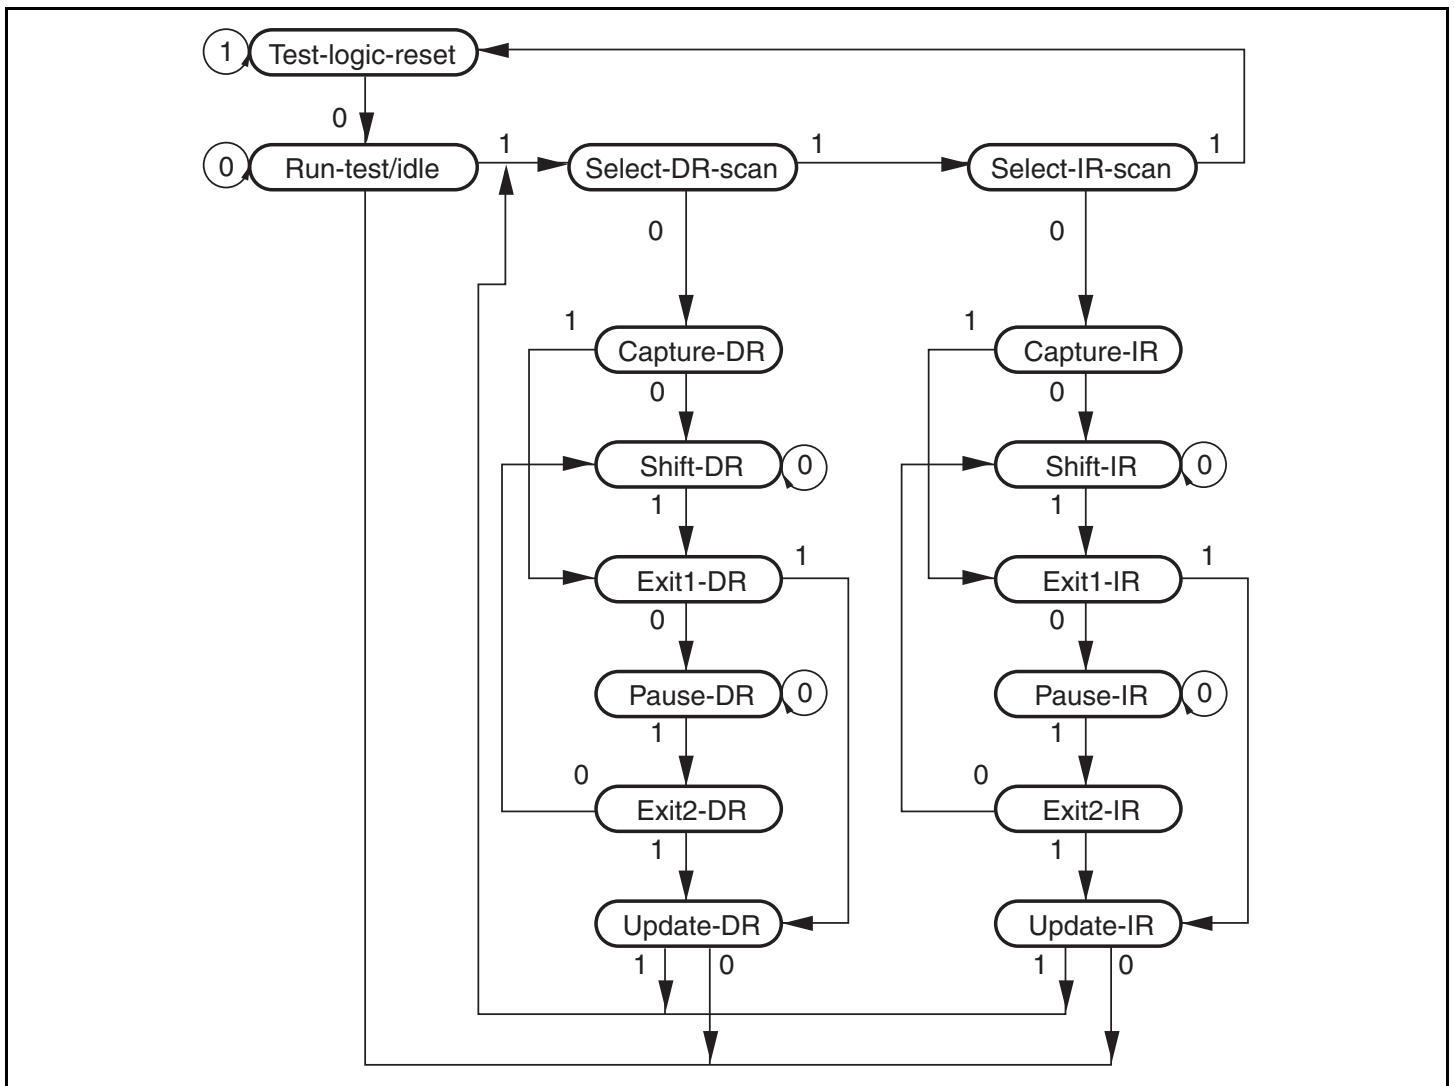 1 Test-logic-reset
0
0 Run-test/idle 1 Select-DR-scan 1 Select-IR-scan 1
0 0
1 1
Capture-DR Capture-IR
0 0
Shift-DR 0 Shift-IR 0
1 1
1 1
Exit1-DR Exit1-IR
0 0
Pause-DR 0 Pause-IR 0
1 1
0 0
Exit2-DR Exit2-IR
1 1
Update-DR Update-IR
1 0 1 0